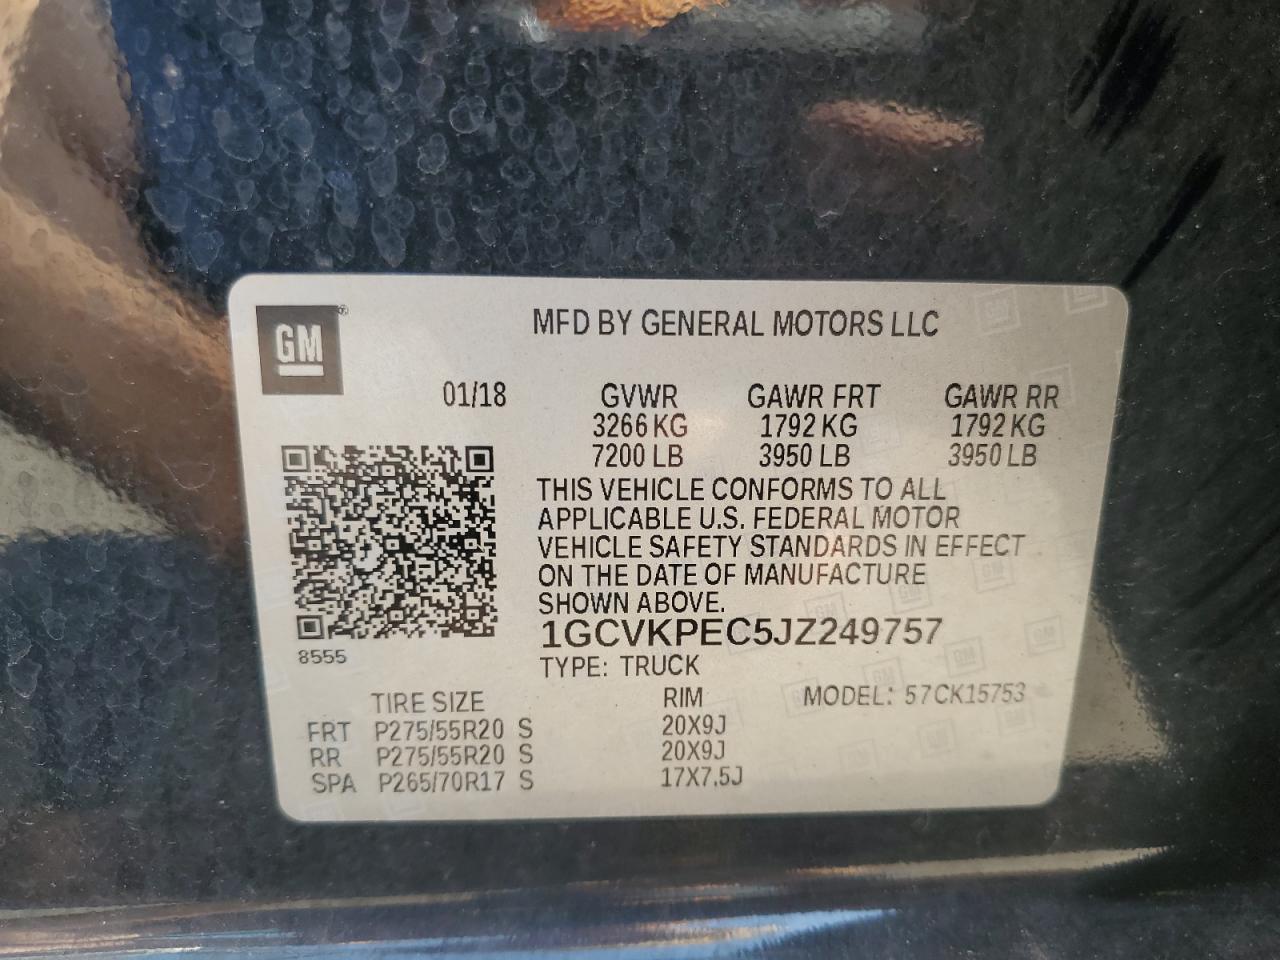 GM
MFD BY GENERAL MOTORS LLC
01/18 GVWR GAWR FRT GAWR RR
3266 KG 1792 KG 1792 KG
7200 LB 3950 LB 3950 LB
THIS VEHICLE CONFORMS TO ALL
APPLICABLE U.S. FEDERAL MOTOR
VEHICLE SAFETY STANDARDS IN EFFECT
ON THE DATE OF MANUFACTURE
SHOWN ABOVE.
1GCVKPEC5JZ249757
8555
TYPE: TRUCK
TIRE SIZE RIM MODEL: 57CK15753
FRT P275/55R20 S 20X9J
RR P275/55R20 S 20X9J
SPA P265/70R17 S 17X7.5J